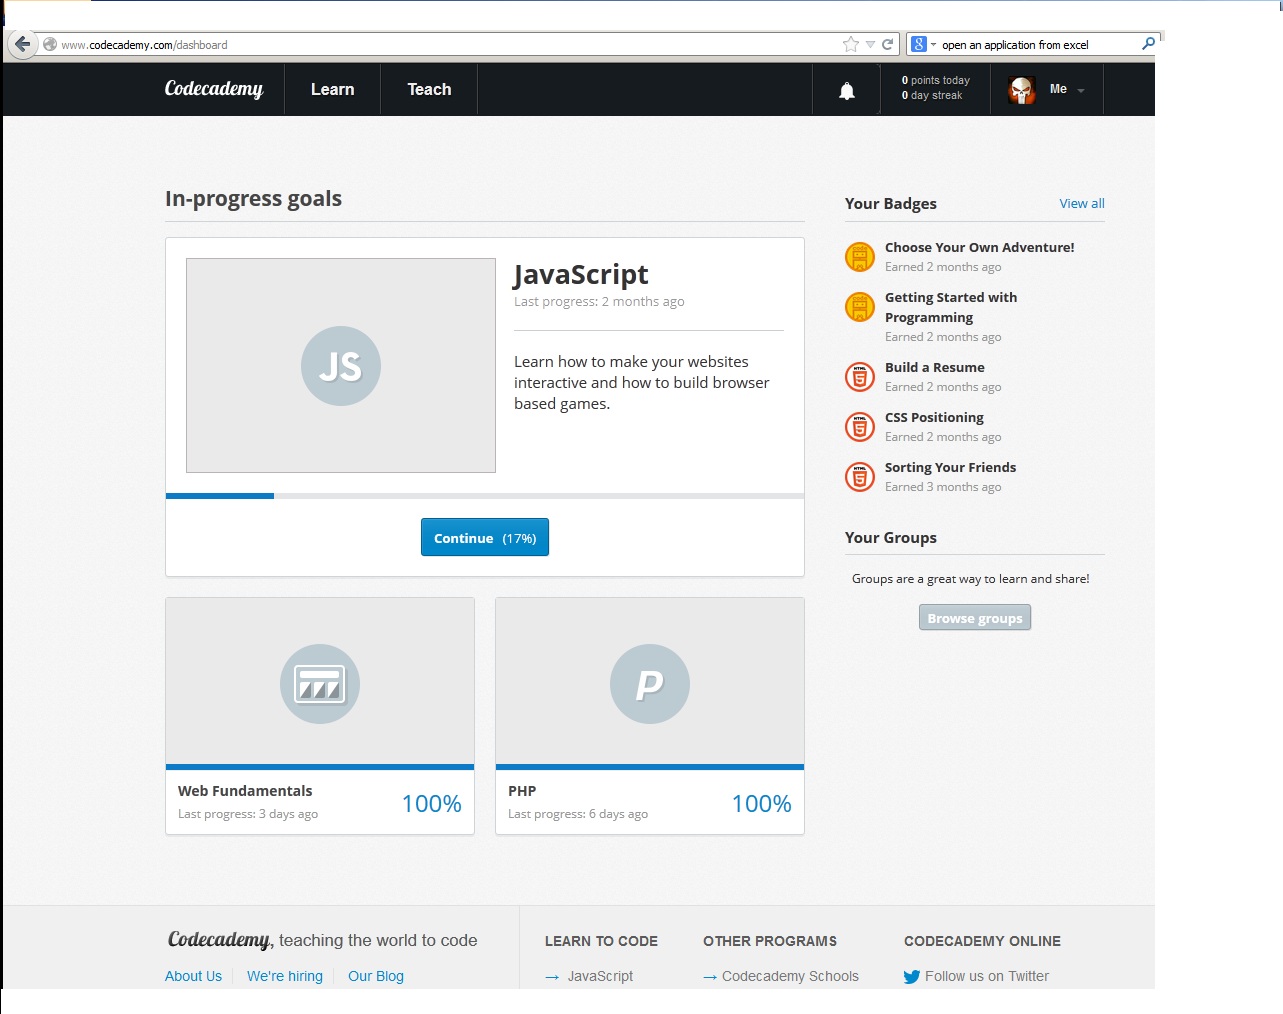 www.codecademy.com/dashboard
8 open an application from excel
Codecademy Learn Teach
0 points today
0 day streak
Me
In-progress goals
JS
JavaScript
Last progress: 2 months ago
Learn how to make your websites
interactive and how to build browser
based games.
Continue (17%)
Web Fundamentals
Last progress: 3 days ago
100%
P
PHP
Last progress: 6 days ago
100%
Your Badges View all
Choose Your Own Adventure!
Earned 2 months ago
Getting Started with
Programming
Earned 2 months ago
HTML
5
Build a Resume
Earned 2 months ago
HTML
5
CSS Positioning
Earned 2 months ago
HTML
5
Sorting Your Friends
Earned 3 months ago
Your Groups
Groups are a great way to learn and share!
Browse groups
Codecademy, teaching the world to code
About Us We're hiring Our Blog
LEARN TO CODE
→ JavaScript
OTHER PROGRAMS
→ Codecademy Schools
CODECADEMY ONLINE
Follow us on Twitter